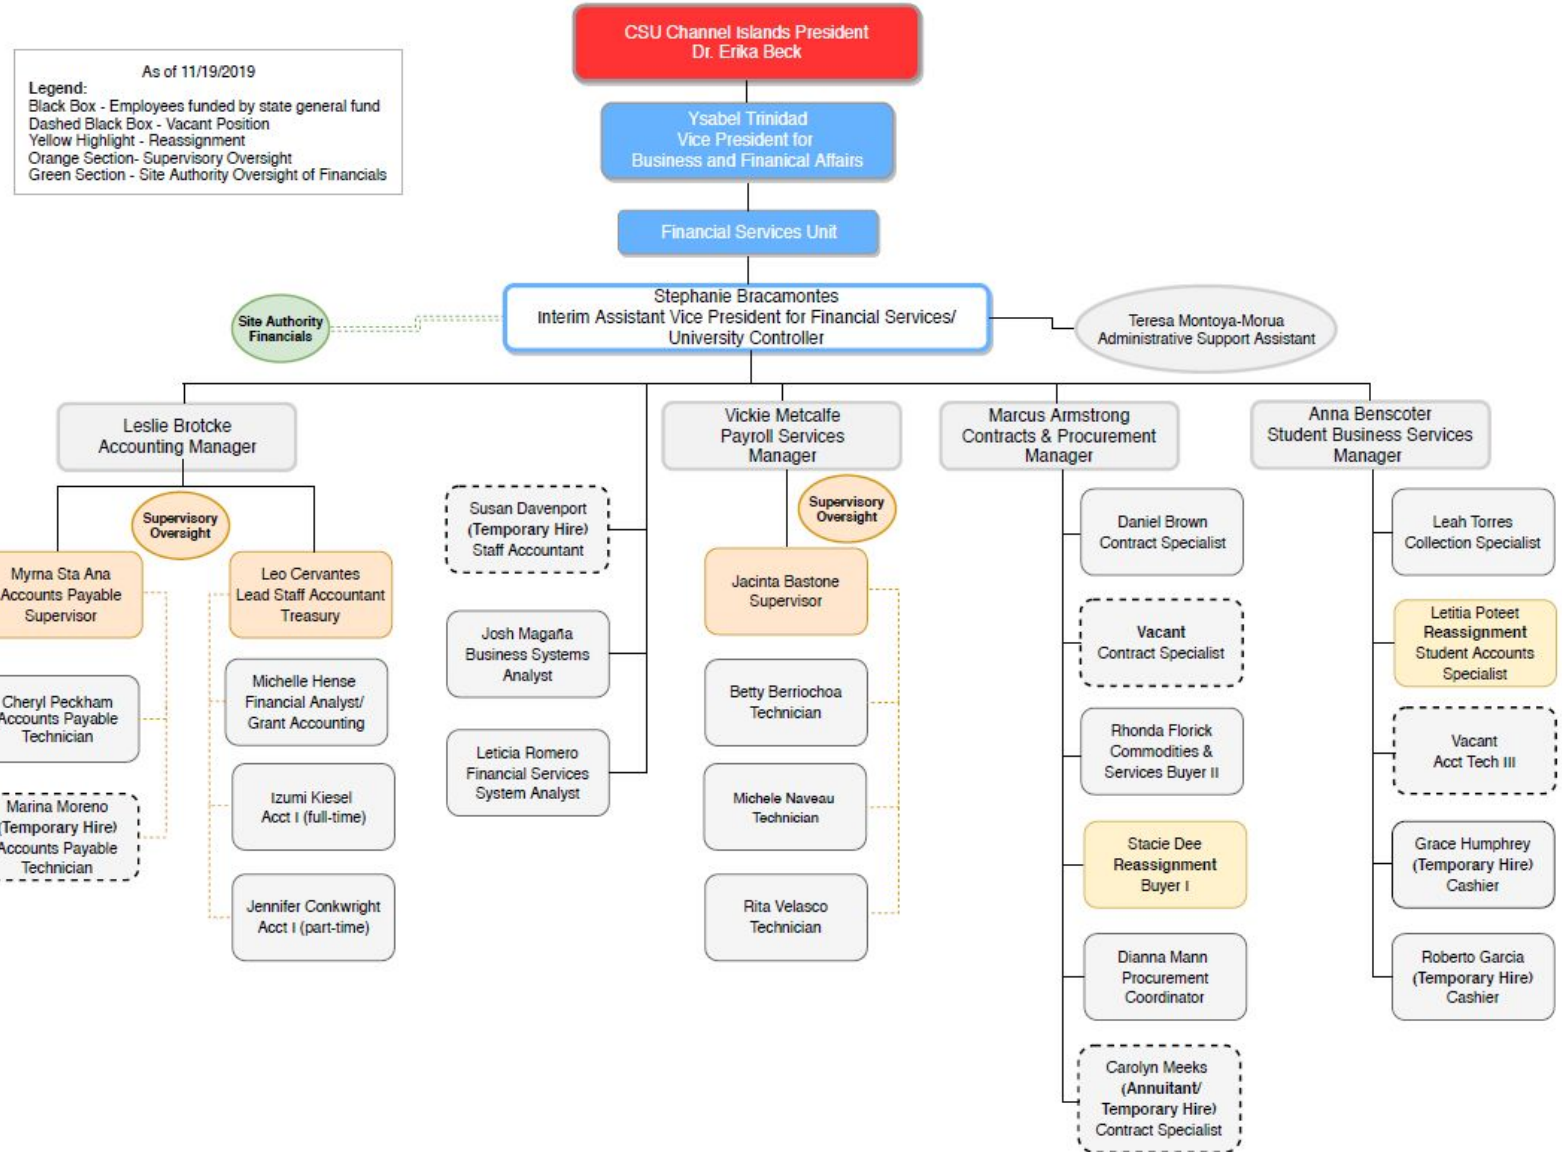 CSU Channel Islands President
Dr. Erika Beck
As of 11/19/2019
Legend:
Black Box - Employees funded by state general fund
Dashed Black Box - Vacant Position
Yellow Highlight - Reassignment
Orange Section- Supervisory Oversight
Green Section - Site Authority Oversight of Financials
Ysabel Trinidad
Vice President for
Business and Finanical Affairs
Financial Services Unit
Stephanie Bracamontes
Interim Assistant Vice President for Financial Services/
University Controller
Site Authority
Financials
Teresa Montoya-Morua
Administrative Support Assistant
Leslie Brotcke
Accounting Manager
Supervisory
Oversight
Myrna Sta Ana
Accounts Payable
Supervisor
Cheryl Peckham
Accounts Payable
Technician
Marina Moreno
(Temporary Hire)
Accounts Payable
Technician
Leo Cervantes
Lead Staff Accountant
Treasury
Michelle Hense
Financial Analyst/
Grant Accounting
Izumi Kiesel
Acct I (full-time)
Jennifer Conkwright
Acct I (part-time)
Susan Davenport
(Temporary Hire)
Staff Accountant
Josh Magaña
Business Systems
Analyst
Leticia Romero
Financial Services
System Analyst
Vickie Metcalfe
Payroll Services
Manager
Supervisory
Oversight
Jacinta Bastone
Supervisor
Betty Berriochoa
Technician
Michele Naveau
Technician
Rita Velasco
Technician
Marcus Armstrong
Contracts & Procurement
Manager
Daniel Brown
Contract Specialist
Vacant
Contract Specialist
Rhonda Florick
Commodities &
Services Buyer II
Stacie Dee
Reassignment
Buyer I
Dianna Mann
Procurement
Coordinator
Carolyn Meeks
(Annuitant/
Temporary Hire)
Contract Specialist
Anna Benscoter
Student Business Services
Manager
Leah Torres
Collection Specialist
Letitia Poteet
Reassignment
Student Accounts
Specialist
Vacant
Acct Tech III
Grace Humphrey
(Temporary Hire)
Cashier
Roberto Garcia
(Temporary Hire)
Cashier